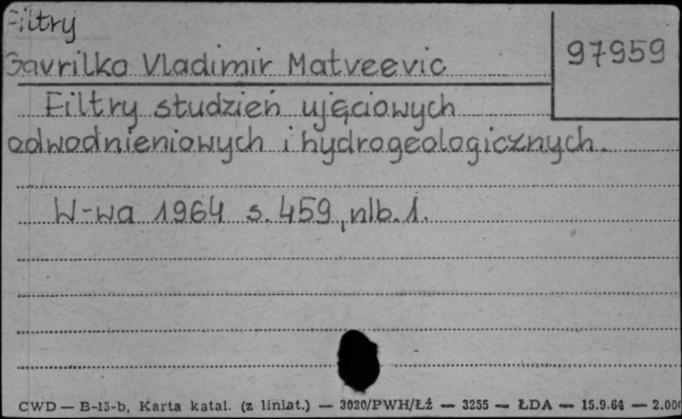 Filtry
97959
Gavrilko Vladimir Matveevic
Filtry studzień ujęciowych
odwodnieniowych i hydrogeologicznych.
W-wa 1964 s. 459, nlb. 1.
CWD — B-15-b, Karta katal. (z liniat.) — 3020/PWH/Łź — 3255 — ŁDA — 15.9.64 — 2.000